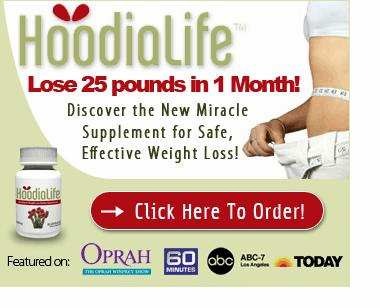 HoodiaLife™
Lose 25 pounds in 1 Month!
Discover the New Miracle
Supplement for Safe,
Effective Weight Loss!
HoodiaLife
→ Click Here To Order!
Featured on:
OPRAH
THE OPRAH WINFREY SHOW
60
MINUTES
abc
ABC-7
Los Angeles
TODAY